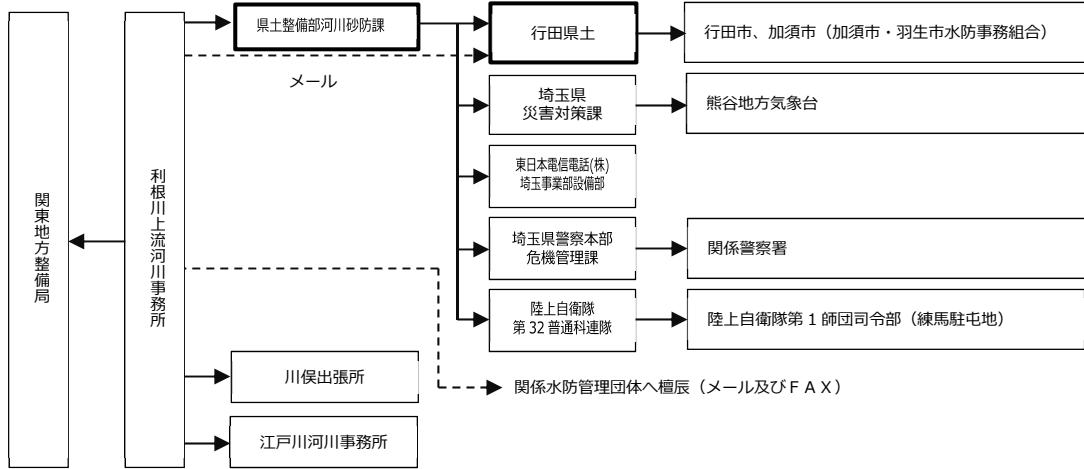 関東地方整備局
利根川上流河川事務所
県土整備部河川砂防課
メール
行田県土
行田市、加須市（加須市・羽生市水防事務組合）
埼玉県
災害対策課
熊谷地方気象台
東日本電信電話(株)
埼玉事業部設備部
埼玉県警察本部
危機管理課
関係警察署
陸上自衛隊
第32普通科連隊
陸上自衛隊第1師団司令部（練馬駐屯地）
川俣出張所
関係水防管理団体へ檀辰（メール及びＦＡＸ）
江戸川河川事務所